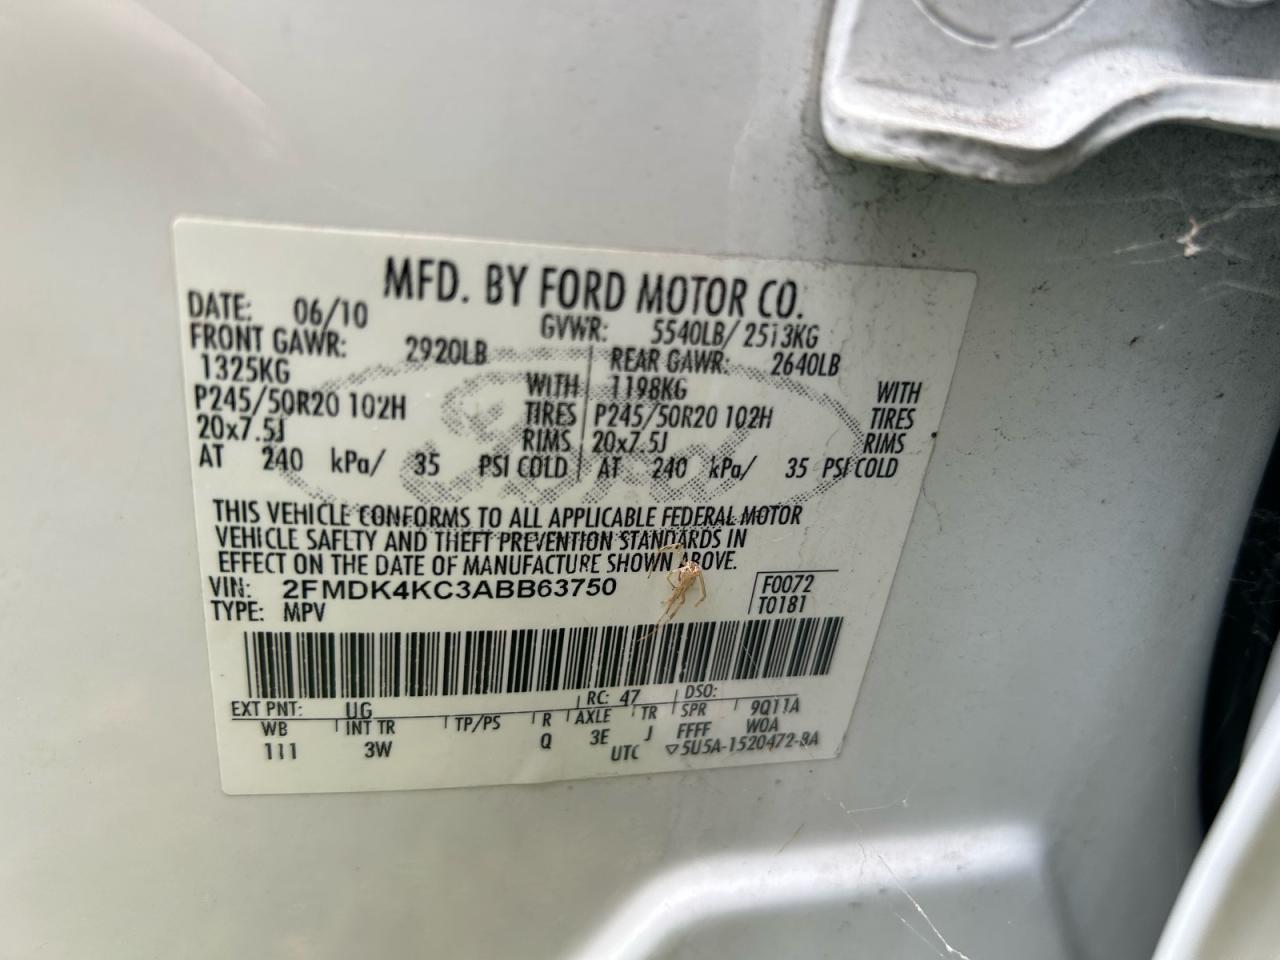 MFD. BY FORD MOTOR CO.
DATE: 06/10 GVWR: 5540LB/ 2513KG
FRONT GAWR: 2920LB REAR GAWR: 2640LB
1325KG WITH 1198KG WITH
P245/50R20 102H TIRES P245/50R20 102H TIRES
20x7.5J RIMS 20x7.5J RIMS
AT 240 kPa/ 35 PSI COLD AT 240 kPa/ 35 PSI COLD
THIS VEHICLE CONFORMS TO ALL APPLICABLE FEDERAL MOTOR
VEHICLE SAFETY AND THEFT PREVENTION STANDARDS IN
EFFECT ON THE DATE OF MANUFACTURE SHOWN ABOVE.
VIN: 2FMDK4KC3ABB63750 F0072
TYPE: MPV T0181
EXT PNT: UG RC: 47 DSO:
WB INT TR TP/PS R AXLE TR SPR 9Q11A
111 3W Q 3E J FFFF W0A
UTC ▽5U5A-1520472-BA